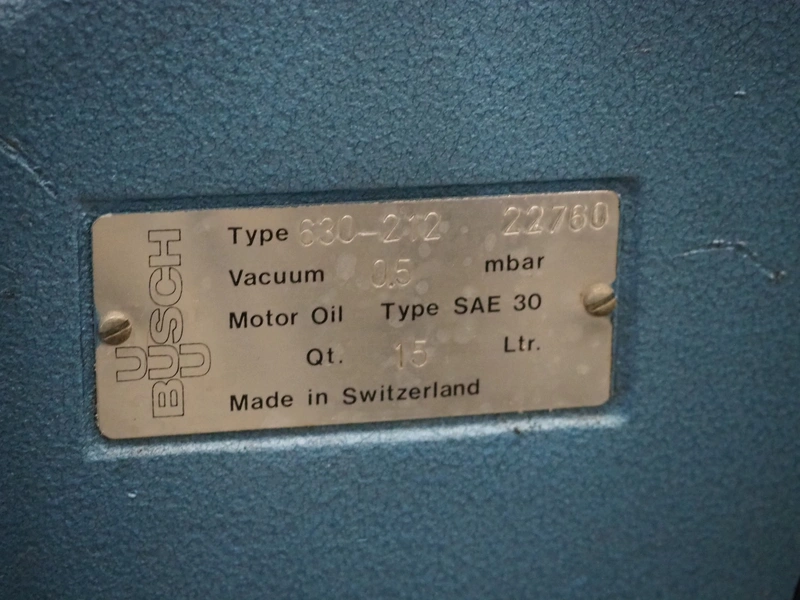 BUSCH
Type 630-212 22760
Vacuum 0.5 mbar
Motor Oil Type SAE 30
Qt. 15 Ltr.
Made in Switzerland